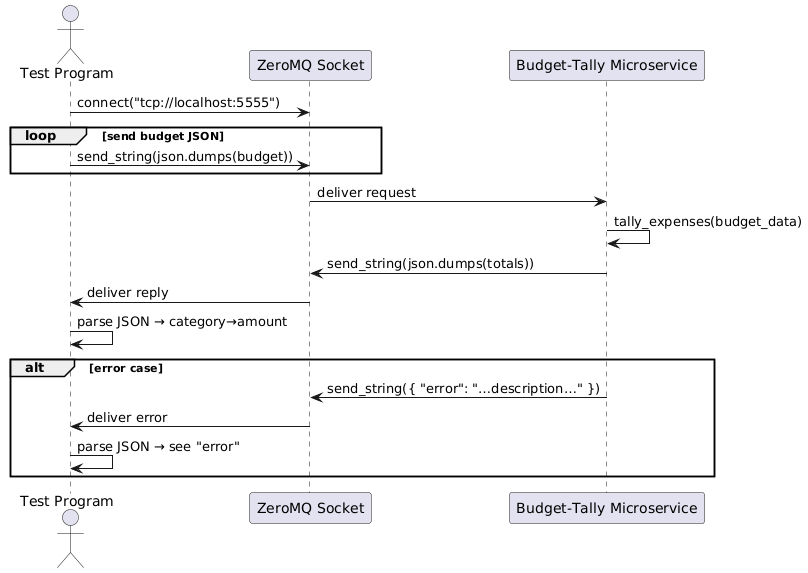 Test Program
ZeroMQ Socket
Budget-Tally Microservice
connect("tcp://localhost:5555")
loop [send budget JSON]
send_string(json.dumps(budget))
deliver request
tally_expenses(budget_data)
send_string(json.dumps(totals))
deliver reply
parse JSON → category→amount
alt [error case]
send_string({ "error": "...description..." })
deliver error
parse JSON → see "error"
Test Program
ZeroMQ Socket
Budget-Tally Microservice